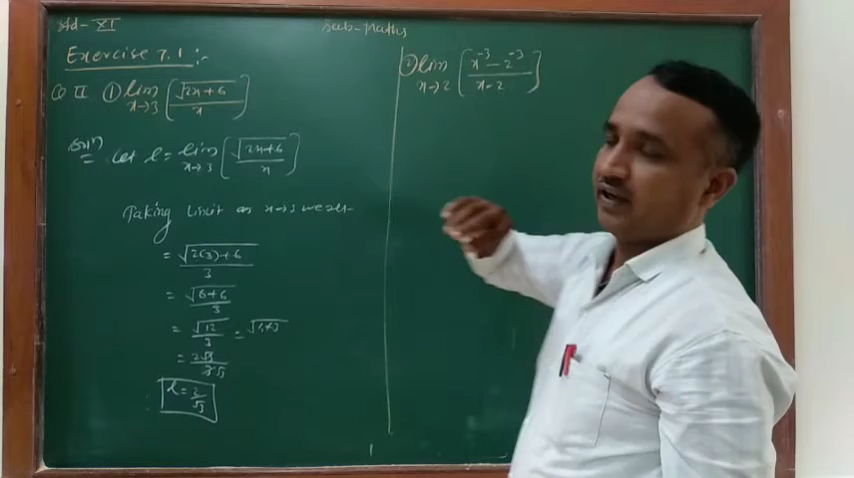 Std- XI
Sub- Maths
Exercise 7.1 :-
Q II ① lim x→3 [√2x+6 / x]
Solⁿ = Let l = lim x→3 [√2x+6 / x]
Taking Limit as x→3 we get-
= √2(3)+6 / 3
= √6+6 / 3
= √12 / 3 = √4×3
= 2√3 /
l = 2/√3
② lim x→2 [x⁻³ - 2⁻³ / x-2]